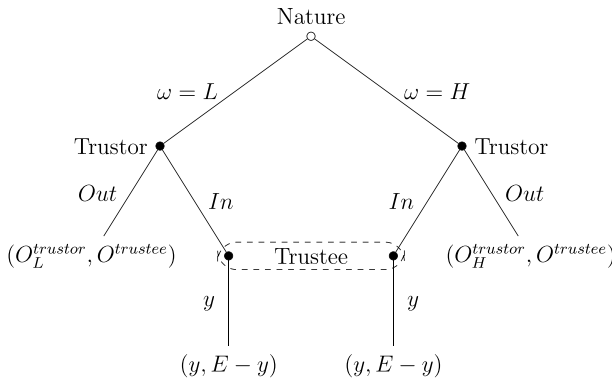 Nature
ω = L
ω = H
Trustor
Trustor
Out
In
In
Out
(O_L^{trustor}, O^{trustee})
Trustee
(O_H^{trustor}, O^{trustee})
y
y
(y, E − y)
(y, E − y)